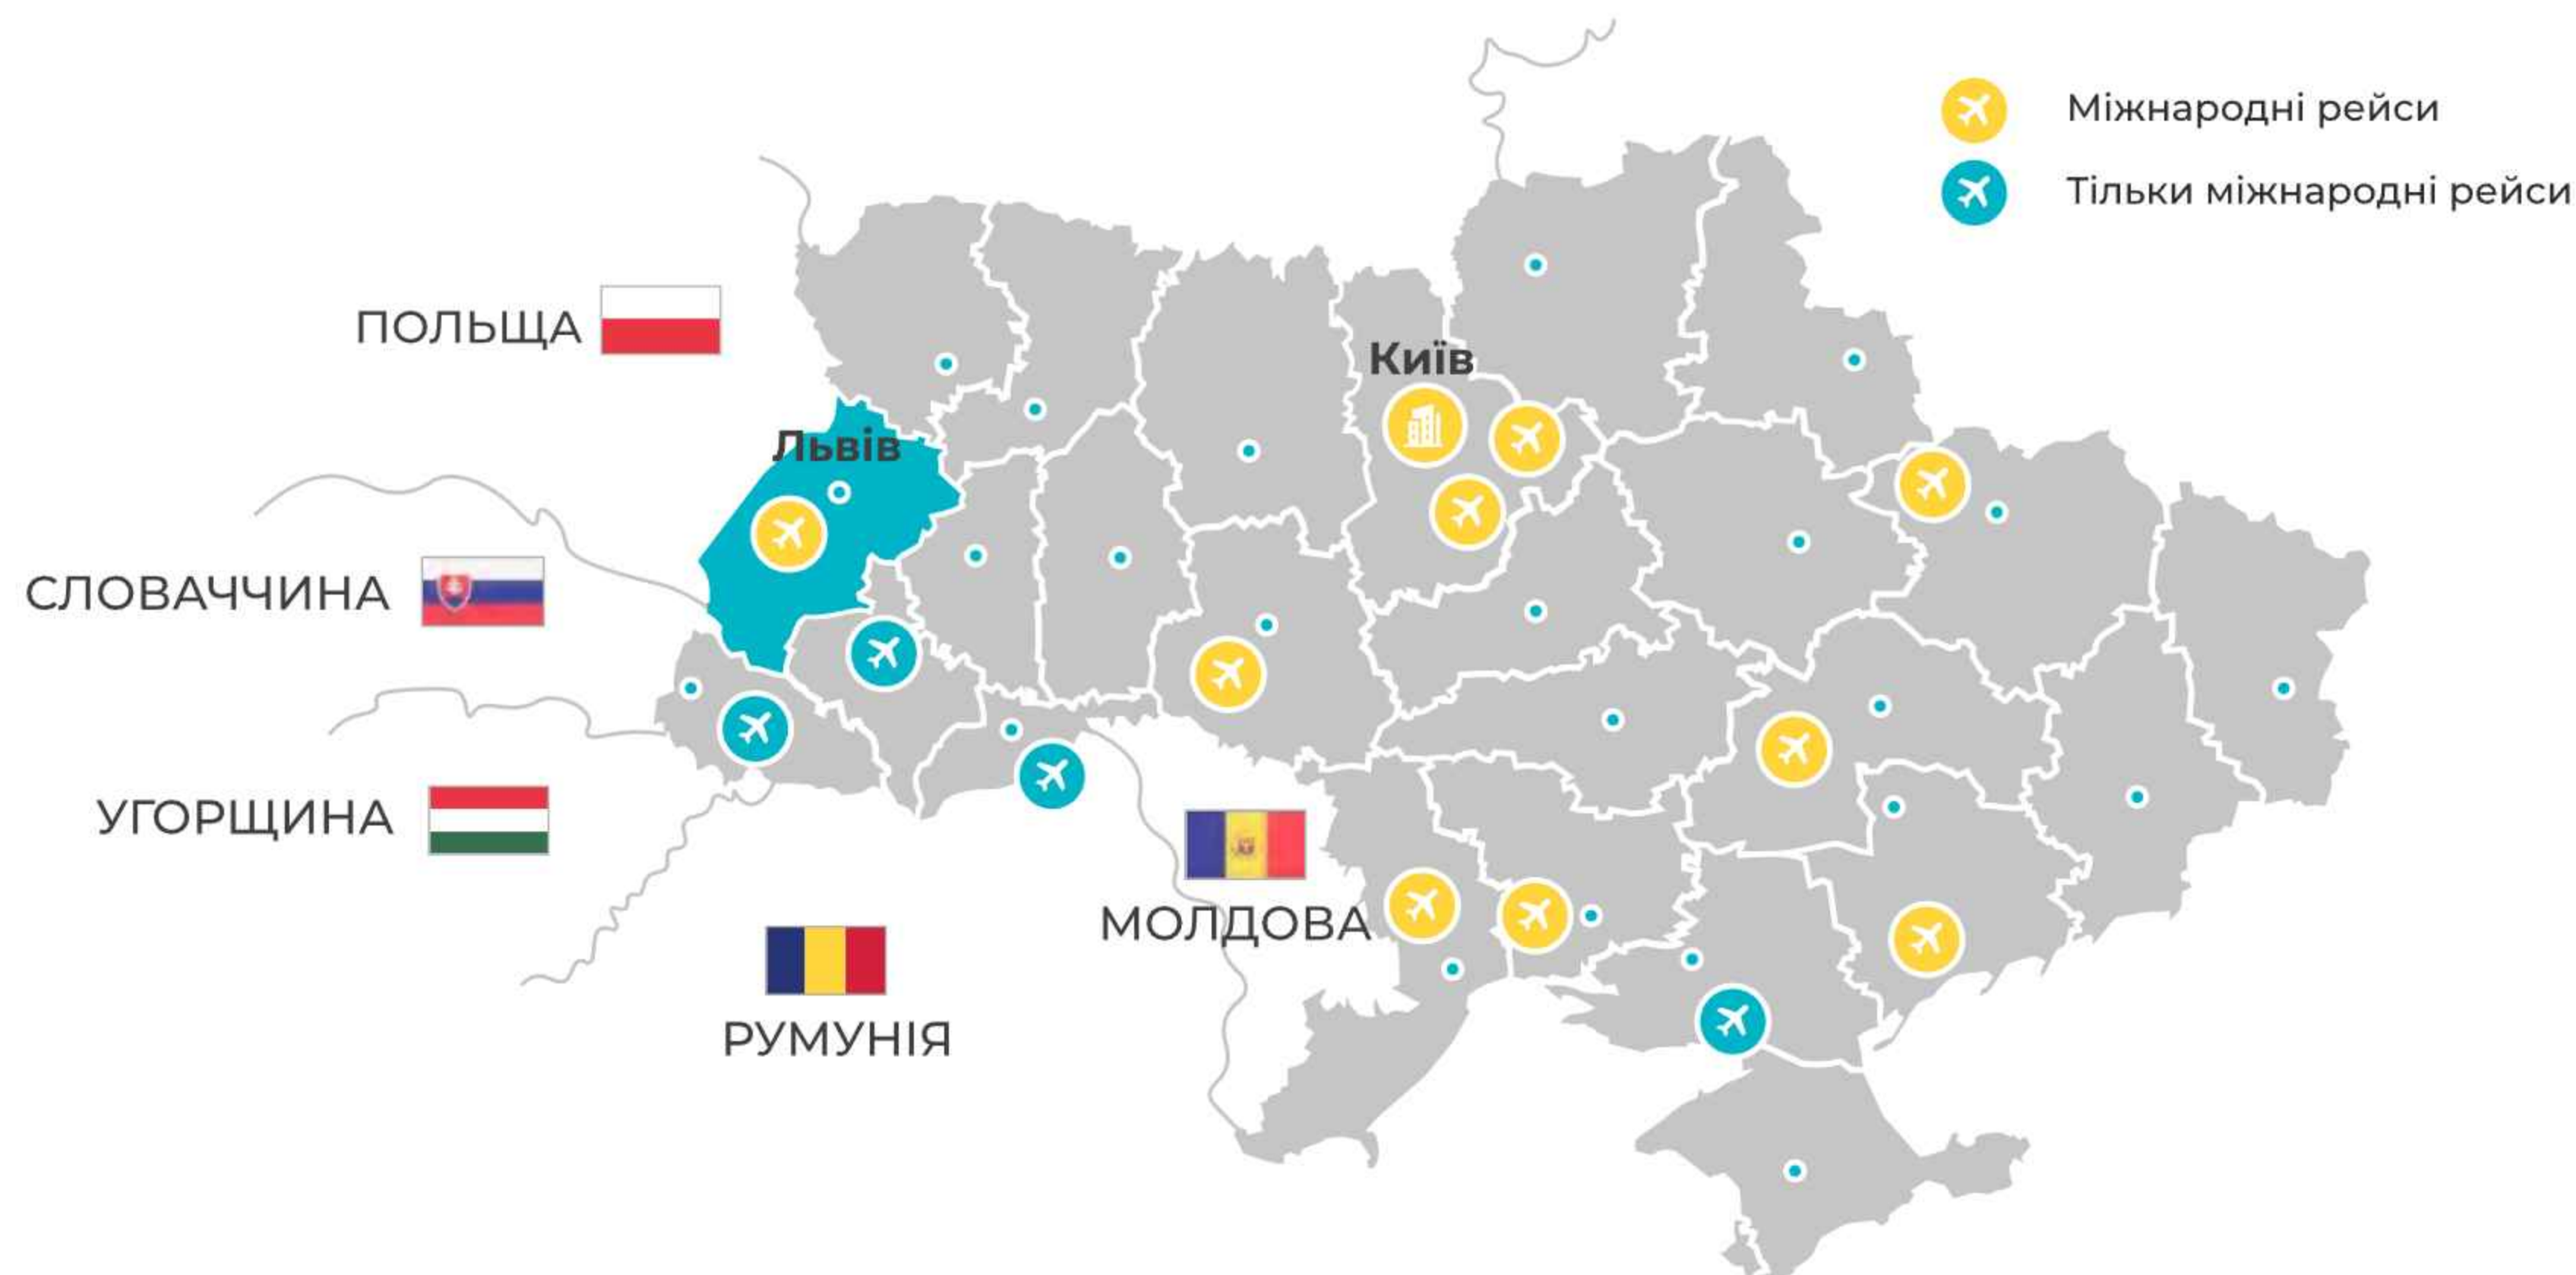 Міжнародні рейси
Тільки міжнародні рейси
ПОЛЬЩА
Київ
Львів
СЛОВАЧЧИНА
УГОРЩИНА
МОЛДОВА
РУМУНІЯ